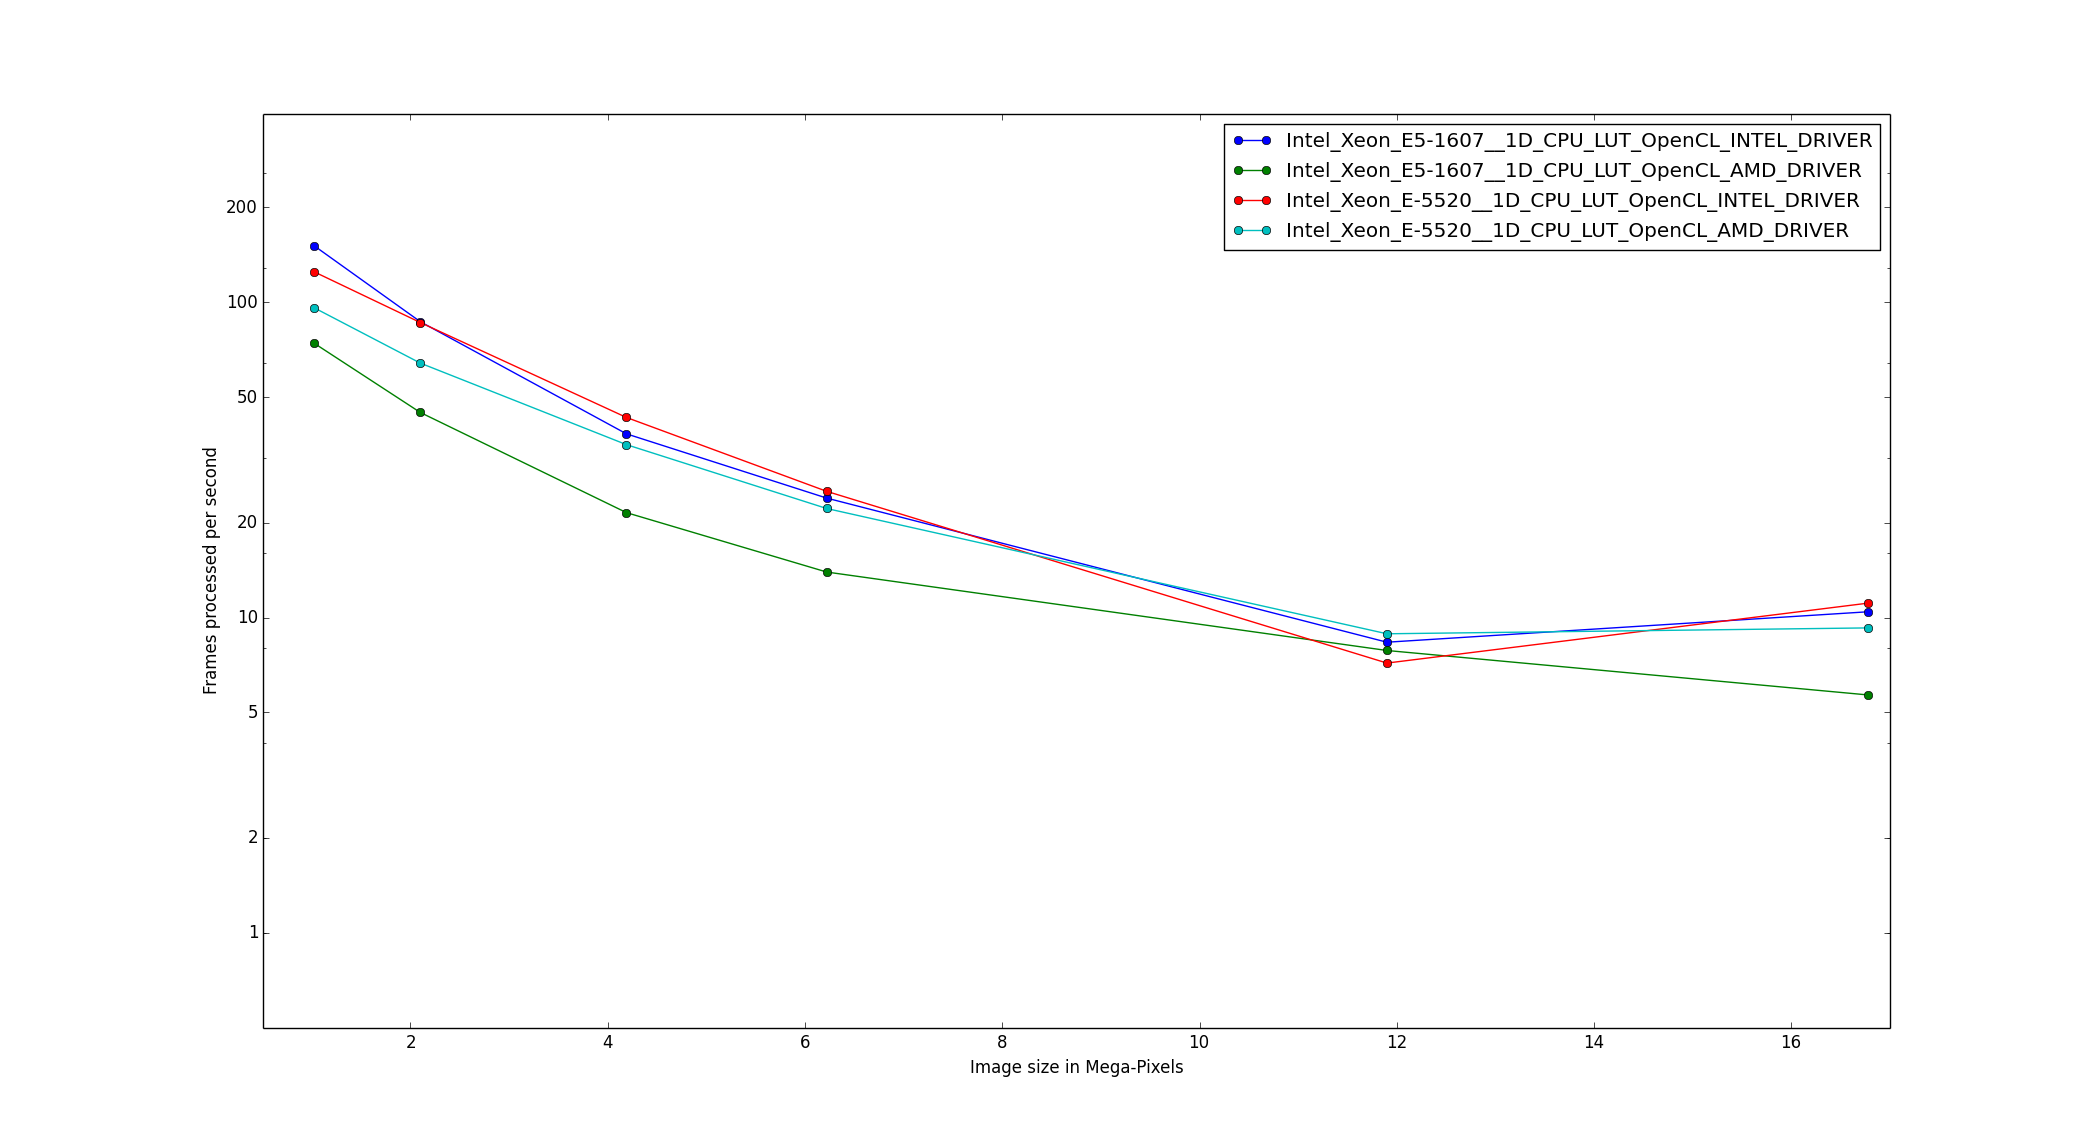 Intel_Xeon_E5-1607__1D_CPU_LUT_OpenCL_INTEL_DRIVER
Intel_Xeon_E5-1607__1D_CPU_LUT_OpenCL_AMD_DRIVER
Intel_Xeon_E-5520__1D_CPU_LUT_OpenCL_INTEL_DRIVER
Intel_Xeon_E-5520__1D_CPU_LUT_OpenCL_AMD_DRIVER
200
100
50
20
10
5
2
1
Frames processed per second
2 4 6 8 10 12 14 16
Image size in Mega-Pixels